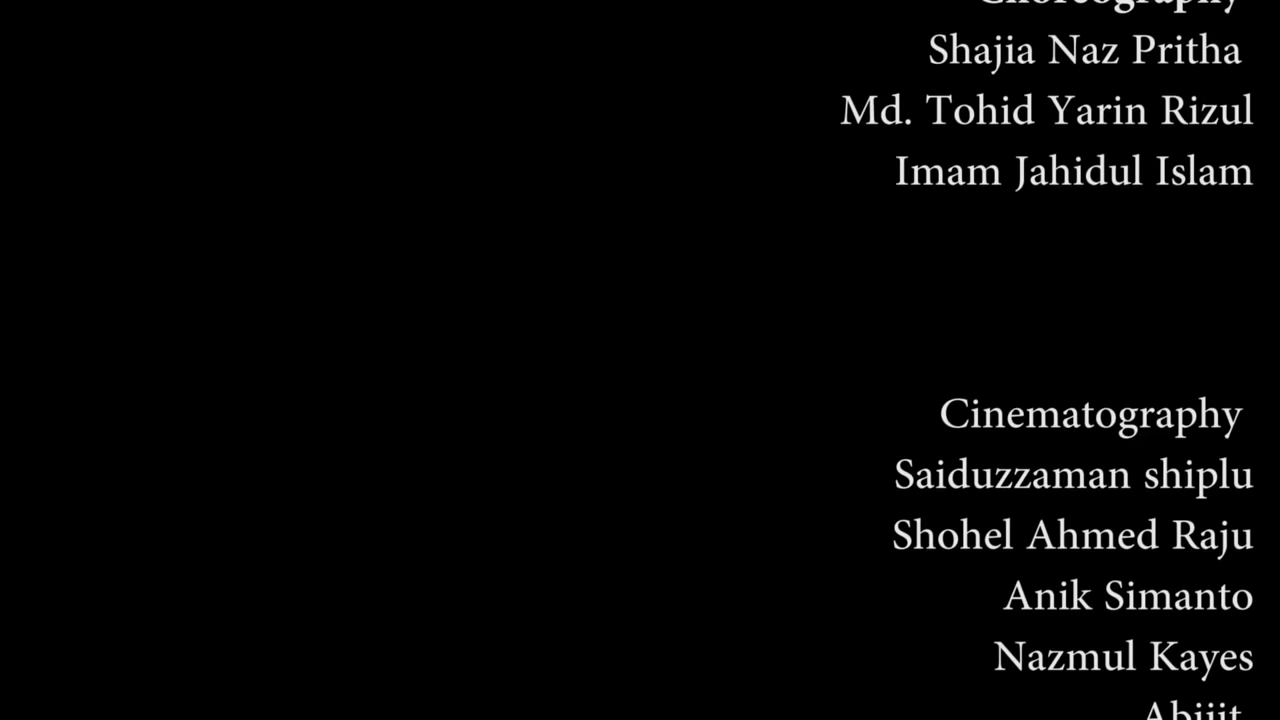 Choreography
Shajia Naz Pritha
Md. Tohid Yarin Rizul
Imam Jahidul Islam
Cinematography
Saiduzzaman shiplu
Shohel Ahmed Raju
Anik Simanto
Nazmul Kayes
Abijit